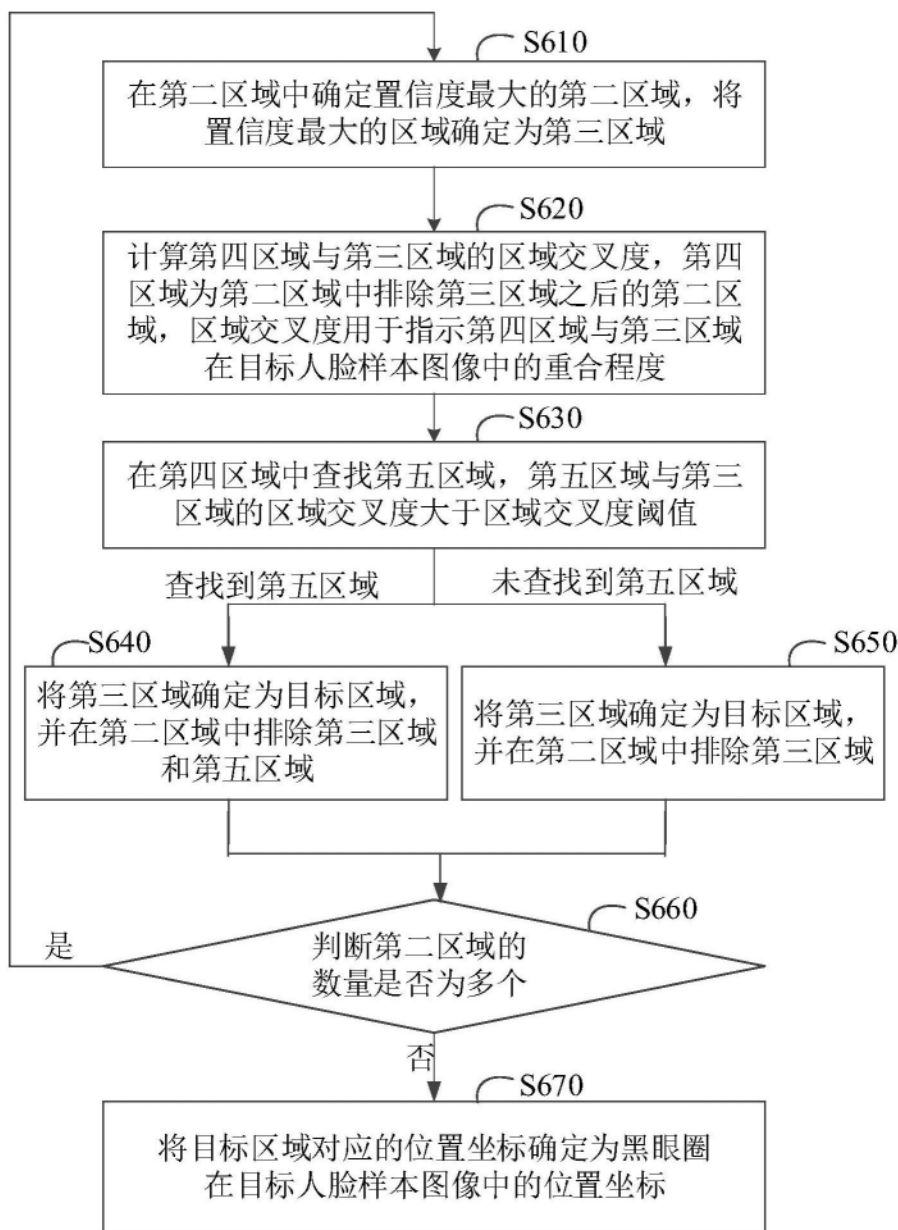 S610
在第二区域中确定置信度最大的第二区域，将
置信度最大的区域确定为第三区域
S620
计算第四区域与第三区域的区域交叉度，第四
区域为第二区域中排除第三区域之后的第二区
域，区域交叉度用于指示第四区域与第三区域
在目标人脸样本图像中的重合程度
S630
在第四区域中查找第五区域，第五区域与第三
区域的区域交叉度大于区域交叉度阈值
查找到第五区域
未查找到第五区域
S640
将第三区域确定为目标区域，
并在第二区域中排除第三区域
和第五区域
S650
将第三区域确定为目标区域，
并在第二区域中排除第三区域
S660
判断第二区域的
数量是否为多个
是
否
S670
将目标区域对应的位置坐标确定为黑眼圈
在目标人脸样本图像中的位置坐标